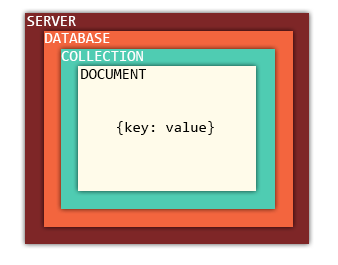 SERVER
DATABASE
COLLECTION
DOCUMENT
{key: value}